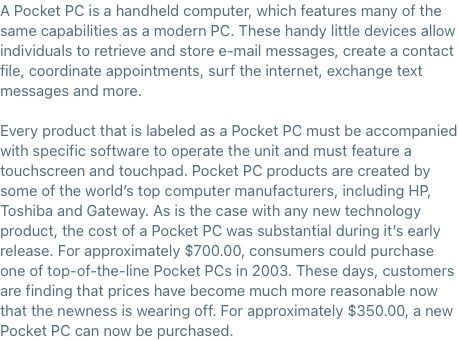 A Pocket PC is a handheld computer, which features many of the
same capabilities as a modern PC. These handy little devices allow
individuals to retrieve and store e-mail messages, create a contact
file, coordinate appointments, surf the internet, exchange text
messages and more.

Every product that is labeled as a Pocket PC must be accompanied
with specific software to operate the unit and must feature a
touchscreen and touchpad. Pocket PC products are created by
some of the world’s top computer manufacturers, including HP,
Toshiba and Gateway. As is the case with any new technology
product, the cost of a Pocket PC was substantial during it’s early
release. For approximately $700.00, consumers could purchase
one of top-of-the-line Pocket PCs in 2003. These days, customers
are finding that prices have become much more reasonable now
that the newness is wearing off. For approximately $350.00, a new
Pocket PC can now be purchased.